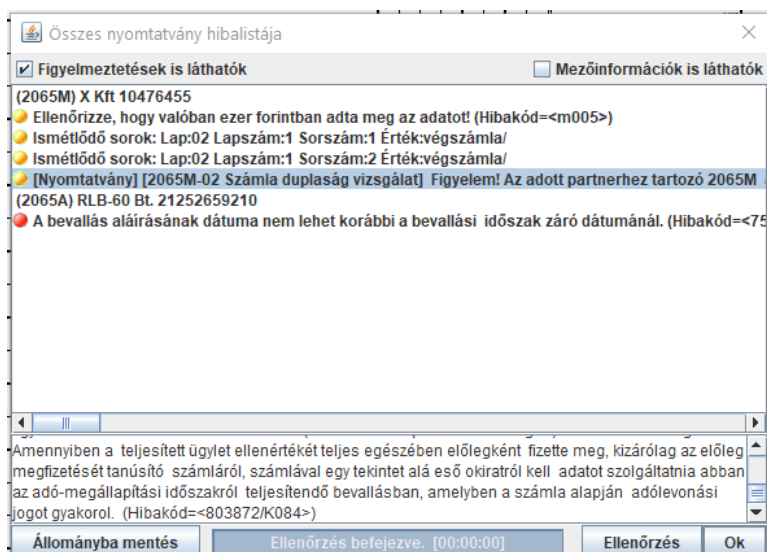 Összes nyomtatvány hibalistája
Figyelmeztetések is láthatók
Mezőinformációk is láthatók
(2065M) X Kft 10476455
Ellenőrizze, hogy valóban ezer forintban adta meg az adatot! (Hibakód=<m005>)
Ismétlődő sorok: Lap:02 Lapszám:1 Sorszám:1 Érték:végszámla/
Ismétlődő sorok: Lap:02 Lapszám:1 Sorszám:2 Érték:végszámla/
[Nyomtatvány] [2065M-02 Számla duplaság vizsgálat] Figyelem! Az adott partnerhez tartozó 2065M
(2065A) RLB-60 Bt. 21252659210
A bevallás aláírásának dátuma nem lehet korábbi a bevallási időszak záró dátumánál. (Hibakód=<75
Amennyiben a teljesített ügylet ellenértékét teljes egészében előlegként fizette meg, kizárólag az előleg
megfizetését tanúsító számláról, számlával egy tekintet alá eső okiratról kell adatot szolgáltatnia abban
az adó-megállapítási időszakról teljesítendő bevallásban, amelyben a számla alapján adólevonási
jogot gyakorol. (Hibakód=<803872/K084>)
Állományba mentés
Ellenőrzés befejezve. [00:00:00]
Ellenőrzés
Ok